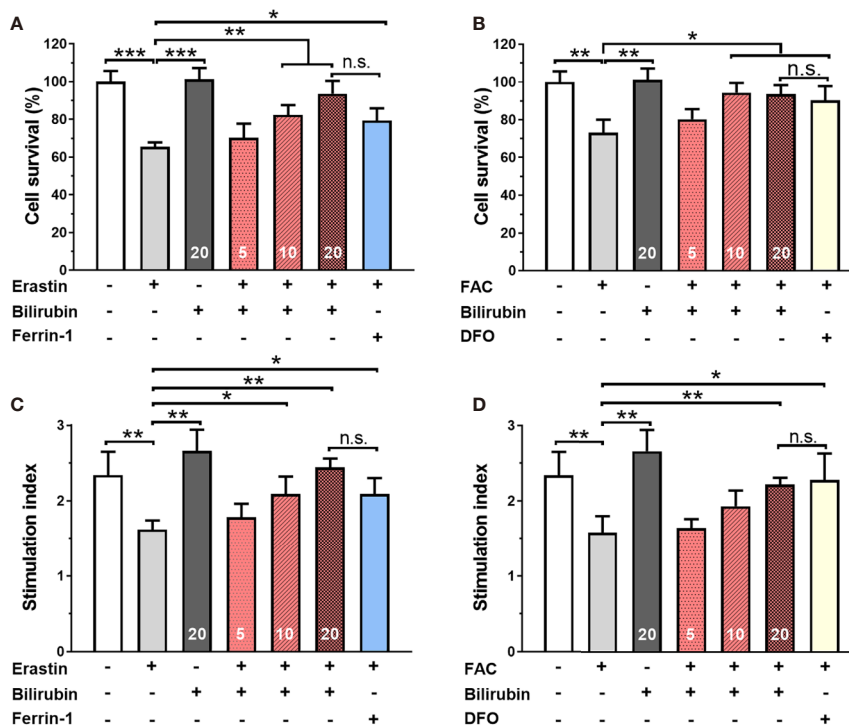 A
*
**
*** ***
n.s.
120
100
80
60
40
20
0
Cell survival (%)
20 5 10 20
Erastin - + - + + + +
Bilirubin - - + + + + -
Ferrin-1 - - - - - - +
B
*
** **
n.s.
120
100
80
60
40
20
0
Cell survival (%)
20 5 10 20
FAC - + - + + + +
Bilirubin - - + + + + -
DFO - - - - - - +
C
*
**
*
** **
n.s.
3
2
1
0
Stimulation index
20 5 10 20
Erastin - + - + + + +
Bilirubin - - + + + + -
Ferrin-1 - - - - - - +
D
*
**
** **
n.s.
3
2
1
0
Stimulation index
20 5 10 20
FAC - + - + + + +
Bilirubin - - + + + + -
DFO - - - - - - +